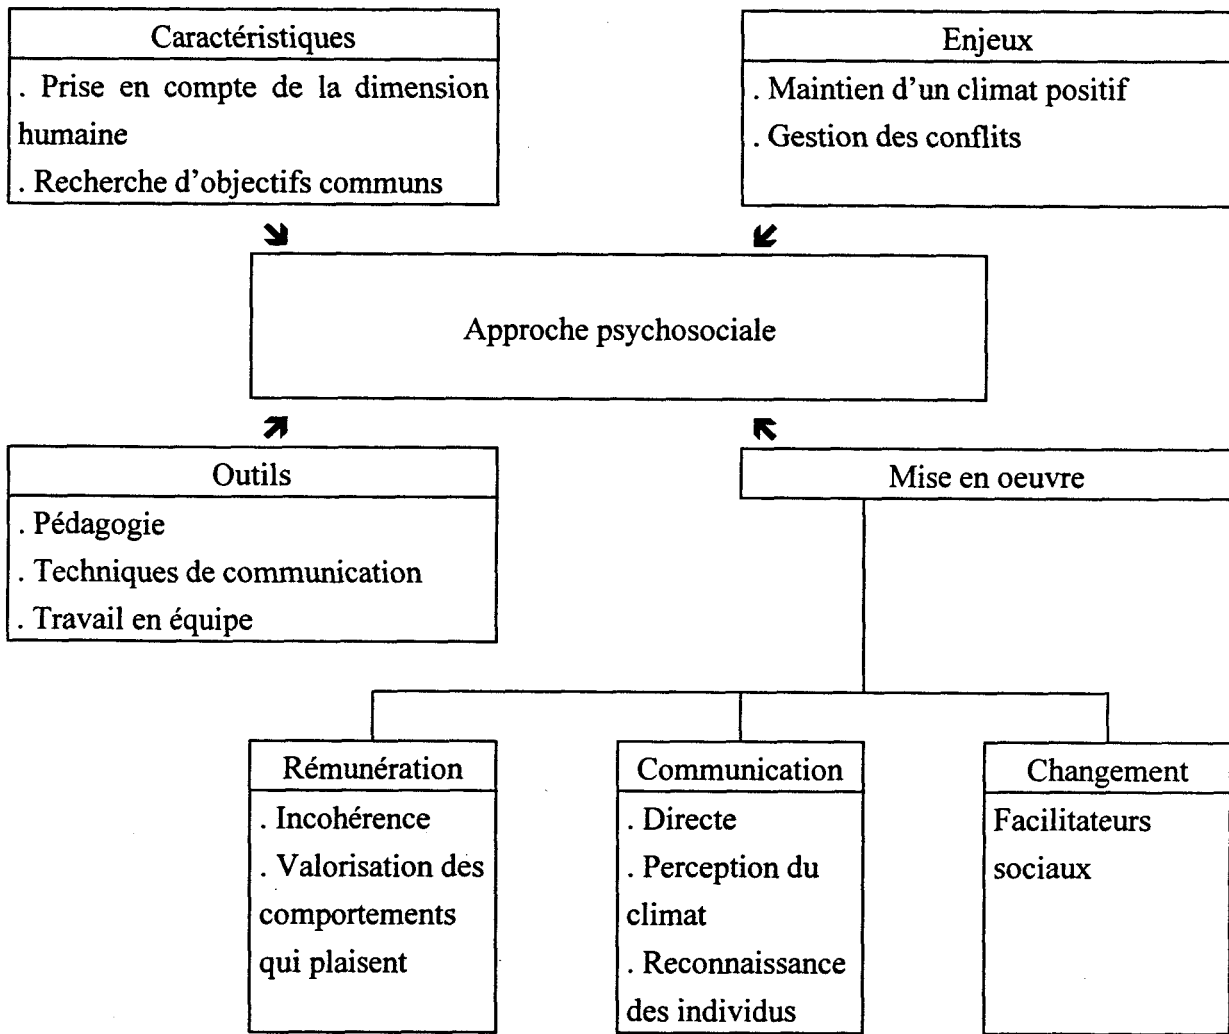 Caractéristiques
. Prise en compte de la dimension
humaine
. Recherche d'objectifs communs
Enjeux
. Maintien d'un climat positif
. Gestion des conflits
Approche psychosociale
Outils
. Pédagogie
. Techniques de communication
. Travail en équipe
Mise en oeuvre
Rémunération
. Incohérence
. Valorisation des
comportements
qui plaisent
Communication
. Directe
. Perception du
climat
. Reconnaissance
des individus
Changement
Facilitateurs
sociaux